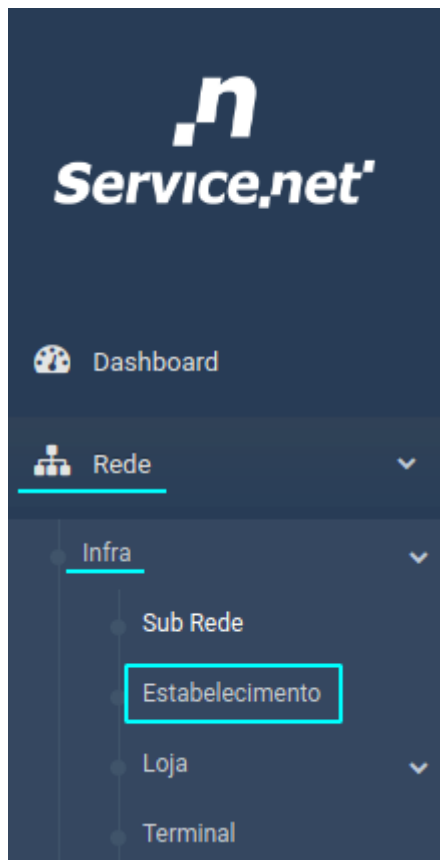 .n
Service.net
Dashboard
Rede
Infra
Sub Rede
Estabelecimento
Loja
Terminal